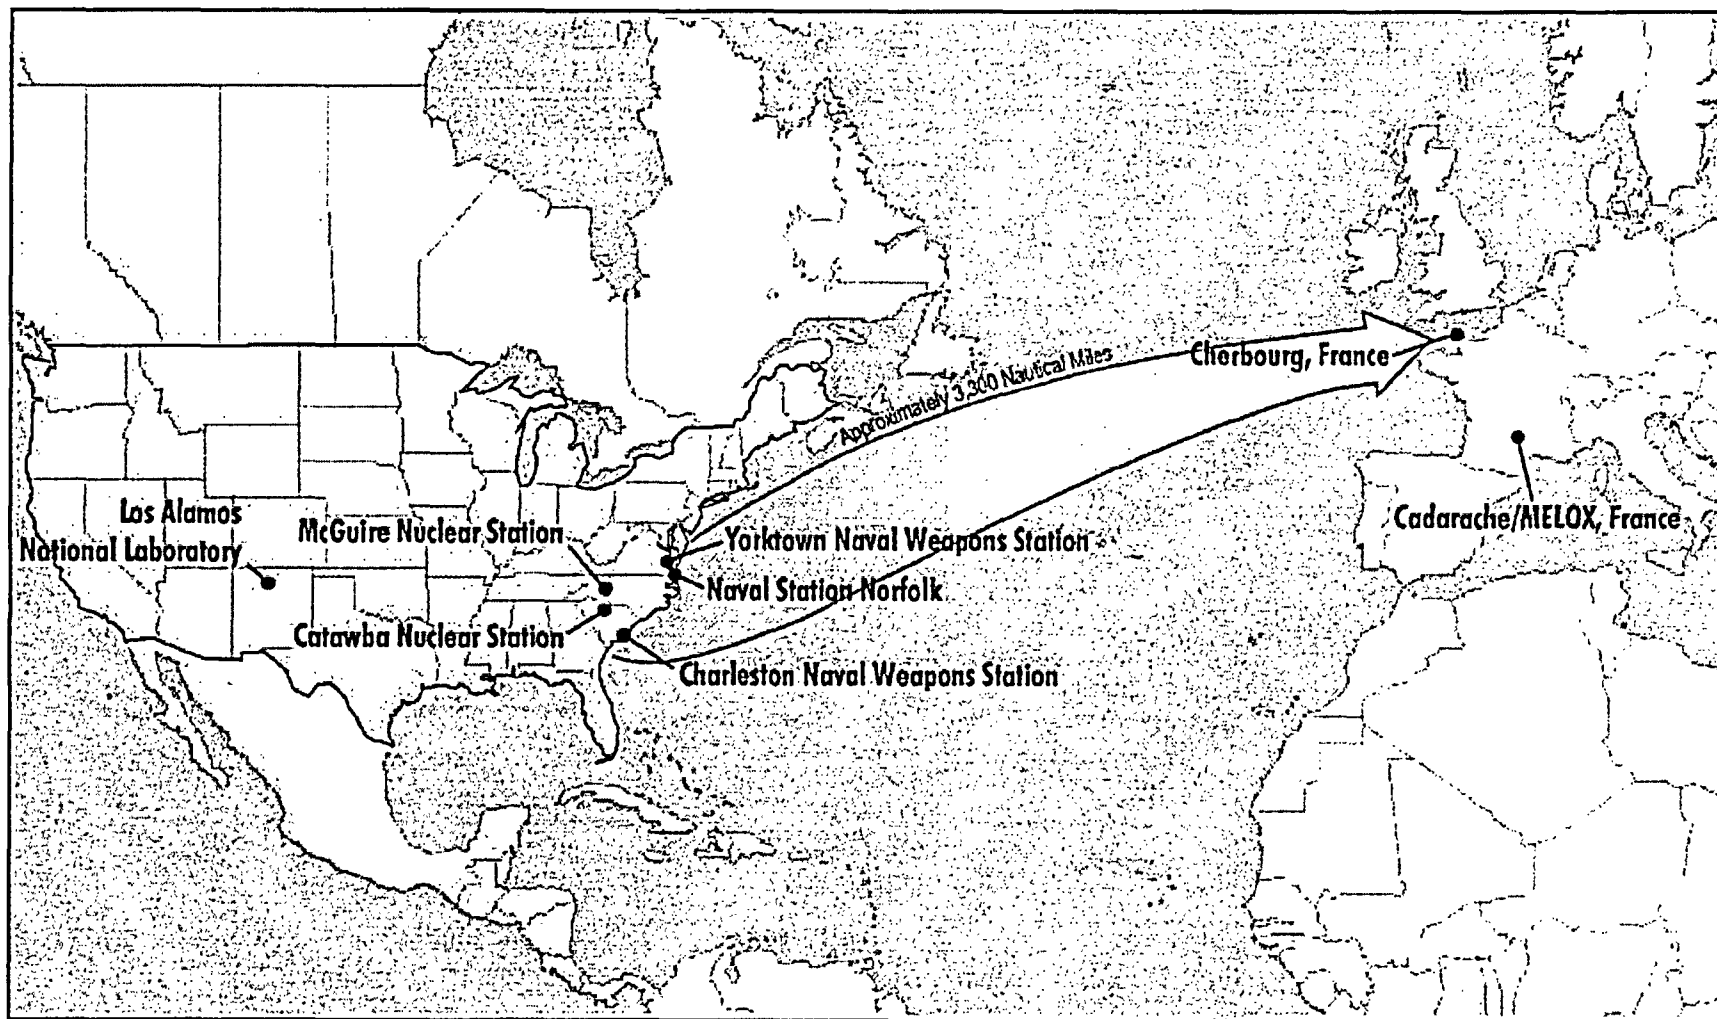 Approximately 3,300 Nautical Miles
Cherbourg, France
Los Alamos
National Laboratory
McGuire Nuclear Station
Yorktown Naval Weapons Station
Cadarache/MELOX, France
Naval Station Norfolk
Catawba Nuclear Station
Charleston Naval Weapons Station